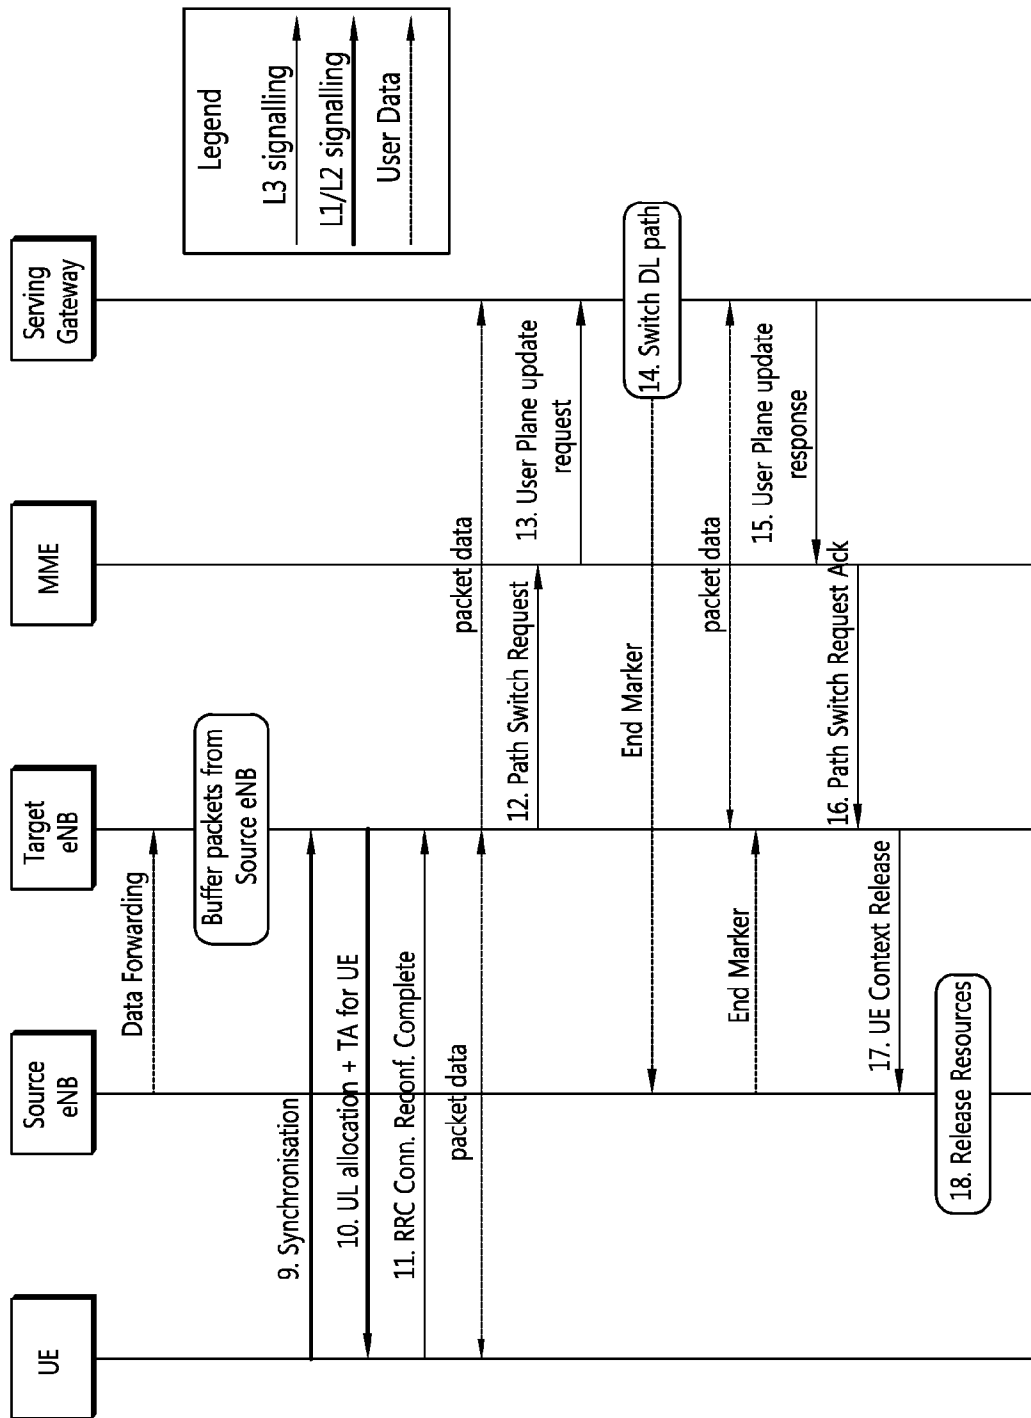 UE
Source
eNB
Target
eNB
MME
Serving
Gateway
Legend
L3 signalling
L1/L2 signalling
User Data
Data Forwarding
Buffer packets from
Source eNB
9. Synchronisation
10. UL allocation + TA for UE
11. RRC Conn. Reconf. Complete
packet data
packet data
12. Path Switch Request
13. User Plane update
request
14. Switch DL path
End Marker
packet data
End Marker
15. User Plane update
response
16. Path Switch Request Ack
17. UE Context Release
18. Release Resources